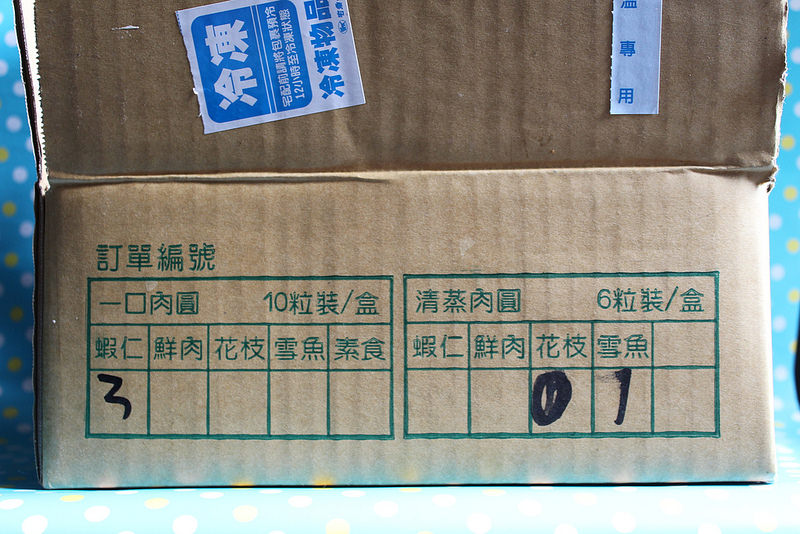 冷凍
宅配前請將包裹預冷
12小時至冷凍狀態
冷凍物品
溫專用
訂單編號
一口肉圓 10粒裝/盒
蝦仁 鮮肉 花枝 雪魚 素食
3
清蒸肉圓 6粒裝/盒
蝦仁 鮮肉 花枝 雪魚
0 1